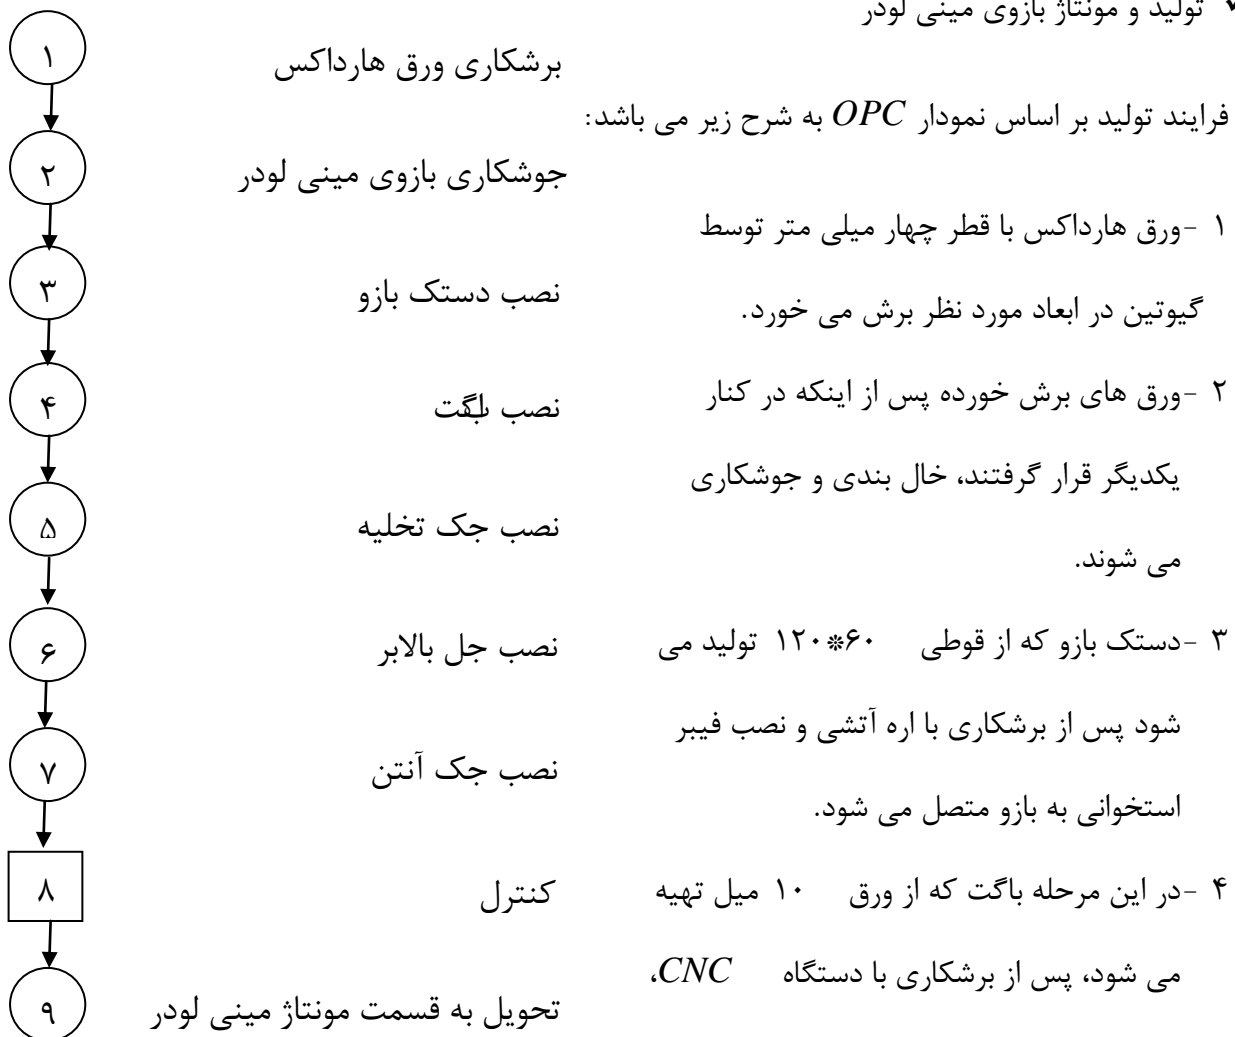 ✓ تولید و مونتاژ بازوی مینی لودر
فرایند تولید بر اساس نمودار OPC به شرح زیر می باشد:
۱ -ورق هارداکس با قطر چهار میلی متر توسط
گیوتین در ابعاد مورد نظر برش می خورد.
۲ -ورق های برش خورده پس از اینکه در کنار
یکدیگر قرار گرفتند، خال بندی و جوشکاری
می شوند.
۳ -دستک بازو که از قوطی ۶۰*۱۲۰ تولید می
شود پس از برشکاری با اره آتشی و نصب فیبر
استخوانی به بازو متصل می شود.
۴ -در این مرحله باگت که از ورق ۱۰ میل تهیه
می شود، پس از برشکاری با دستگاه CNC،
۱ برشکاری ورق هارداکس
۲ جوشکاری بازوی مینی لودر
۳ نصب دستک بازو
۴ نصب باگت
۵ نصب جک تخلیه
۶ نصب جل بالابر
۷ نصب جک آنتن
۸ کنترل
۹ تحویل به قسمت مونتاژ مینی لودر